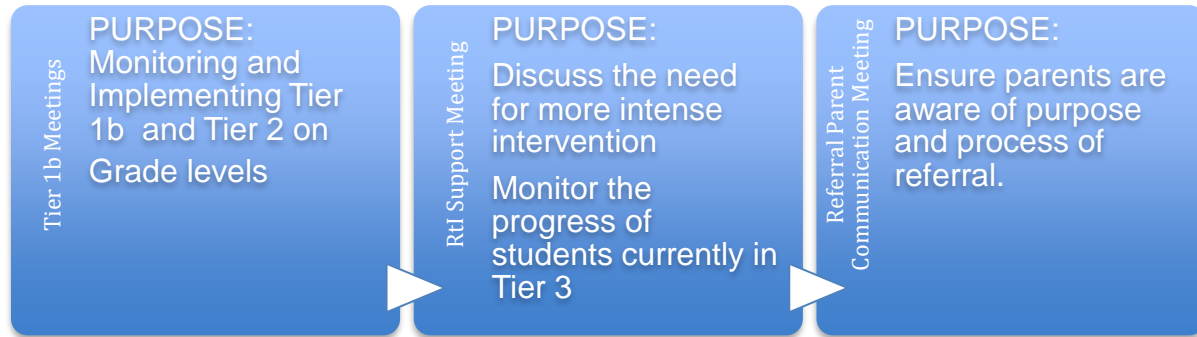 Tier 1b Meetings
PURPOSE:
Monitoring and
Implementing Tier
1b and Tier 2 on
Grade levels
RtI Support Meeting
PURPOSE:
Discuss the need
for more intense
intervention
Monitor the
progress of
students currently in
Tier 3
Referral Parent
Communication Meeting
PURPOSE:
Ensure parents are
aware of purpose
and process of
referral.